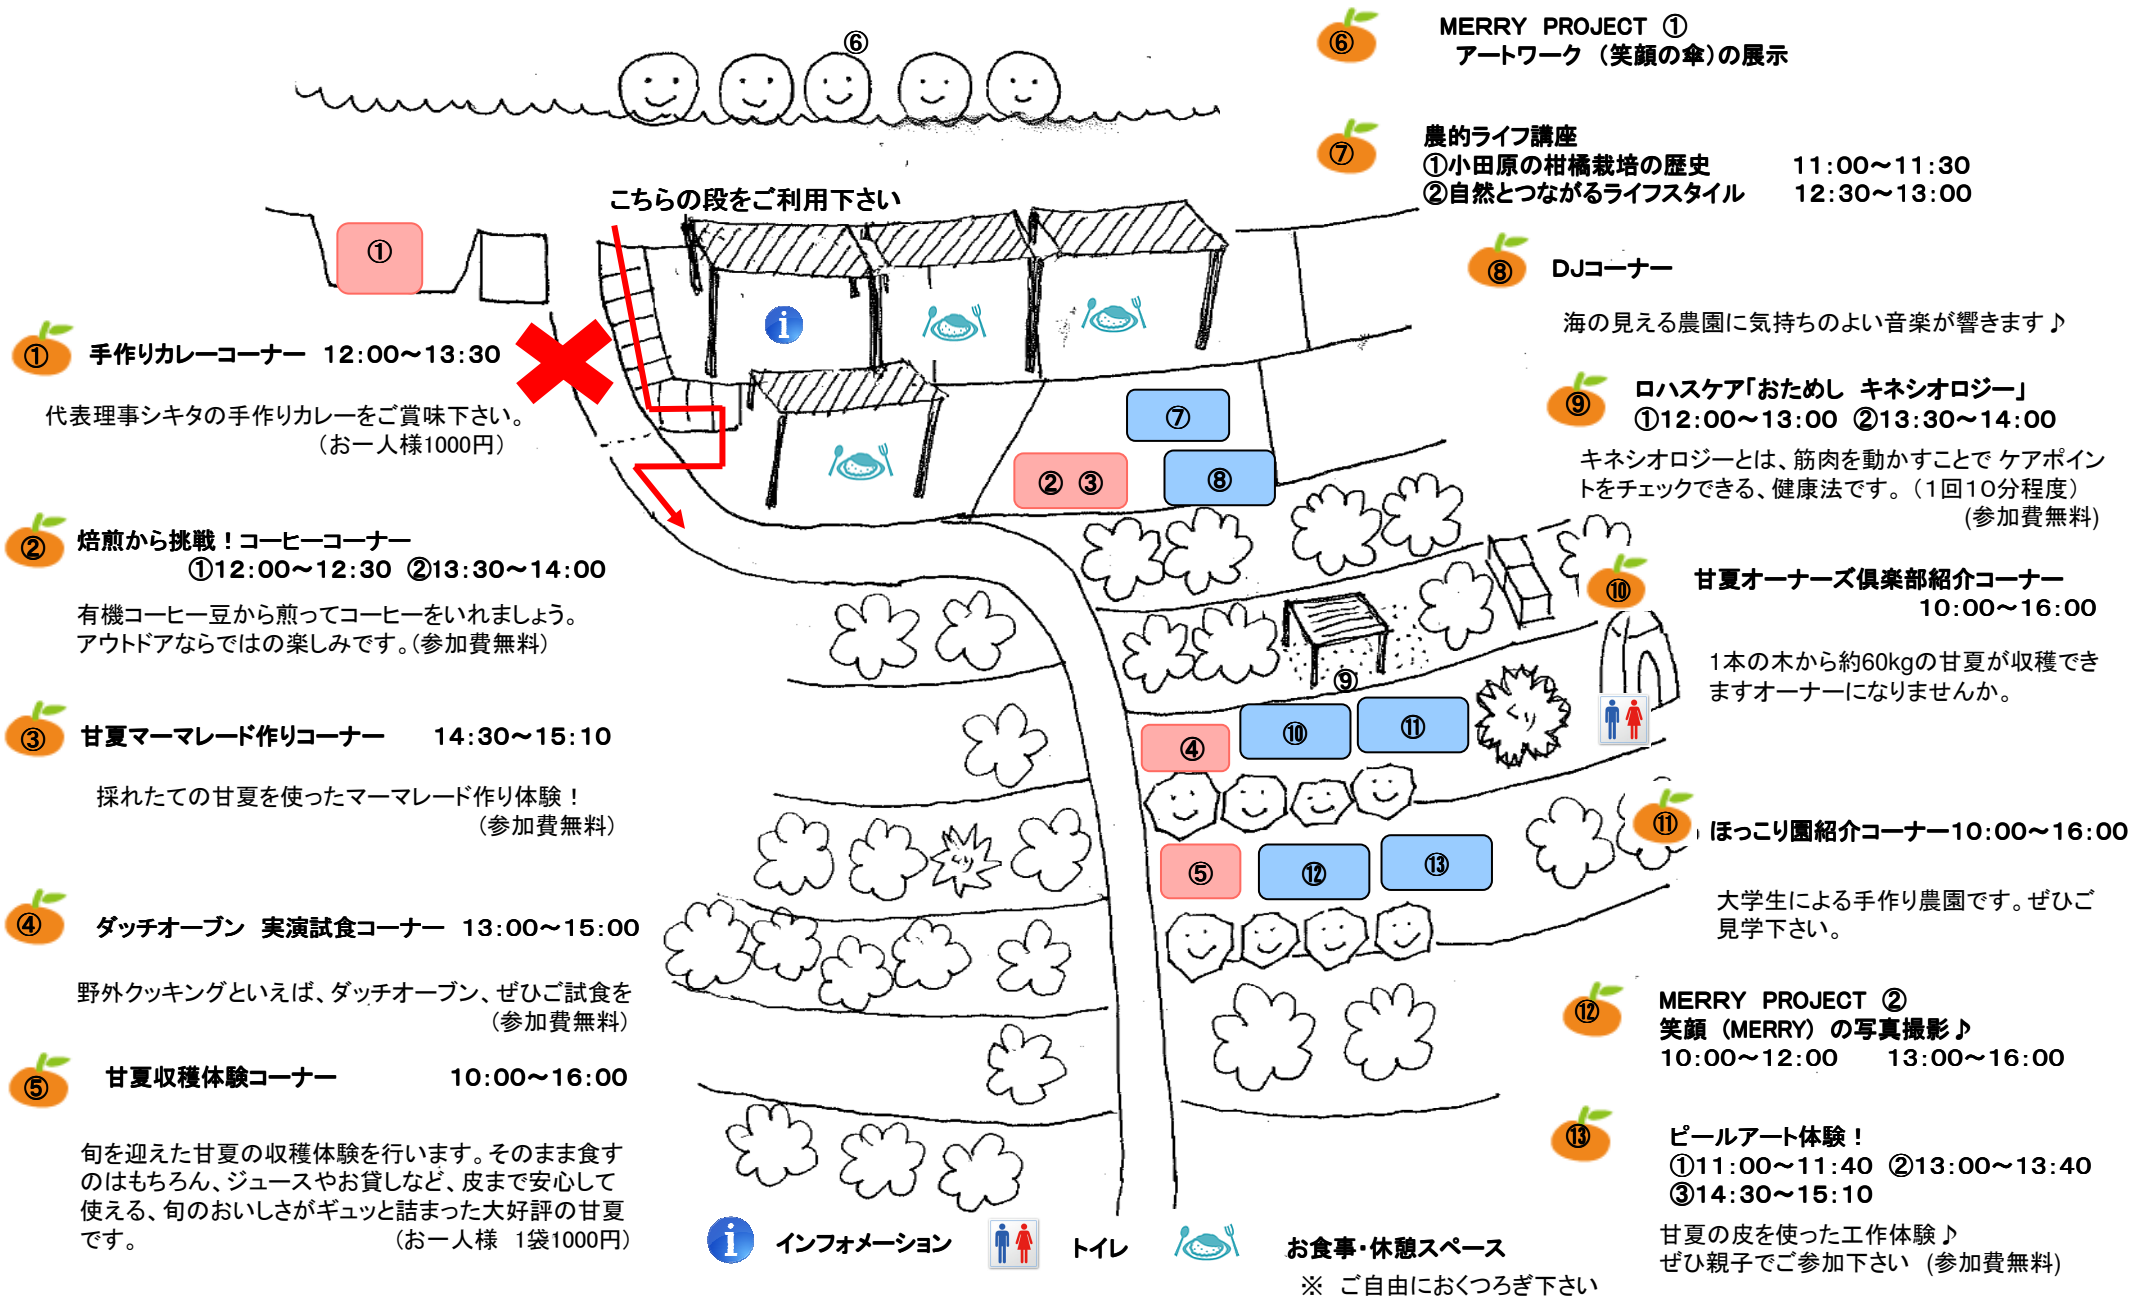 ⑥
こちらの段をご利用下さい
①
① 手作りカレーコーナー 12:00～13:30
代表理事シキタの手作りカレーをご賞味下さい。
(お一人様1000円)
② 焙煎から挑戦！コーヒーコーナー
①12:00～12:30 ②13:30～14:00
有機コーヒー豆から煎ってコーヒーをいれましょう。
アウトドアならではの楽しみです。(参加費無料)
③ 甘夏マーマレード作りコーナー 14:30～15:10
採れたての甘夏を使ったマーマレード作り体験！
(参加費無料)
④ ダッチオーブン 実演試食コーナー 13:00～15:00
野外クッキングといえば、ダッチオーブン、ぜひご試食を
(参加費無料)
⑤ 甘夏収穫体験コーナー 10:00～16:00
旬を迎えた甘夏の収穫体験を行います。そのまま食す
のはもちろん、ジュースやお貸しなど、皮まで安心して
使える、旬のおいしさがギュッと詰まった大好評の甘夏
です。 (お一人様 1袋1000円)
i
⑦
② ③
⑧
⑨
④
⑩
⑪
くり
⑤
⑫
⑬
⑥ MERRY PROJECT ①
アートワーク (笑顔の傘)の展示
⑦ 農的ライフ講座
①小田原の柑橘栽培の歴史 11:00～11:30
②自然とつながるライフスタイル 12:30～13:00
⑧ DJコーナー
海の見える農園に気持ちのよい音楽が響きます♪
⑨ ロハスケア「おためし キネシオロジー」
①12:00～13:00 ②13:30～14:00
キネシオロジーとは、筋肉を動かすことで ケアポイン
トをチェックできる、健康法です。(1回10分程度)
(参加費無料)
⑩ 甘夏オーナーズ倶楽部紹介コーナー
10:00～16:00
1本の木から約60kgの甘夏が収穫でき
ますオーナーになりませんか。
⑪ ほっこり園紹介コーナー10:00～16:00
大学生による手作り農園です。ぜひご
見学下さい。
⑫ MERRY PROJECT ②
笑顔 (MERRY) の写真撮影♪
10:00～12:00 13:00～16:00
⑬ ピールアート体験！
①11:00～11:40 ②13:00～13:40
③14:30～15:10
甘夏の皮を使った工作体験♪
ぜひ親子でご参加下さい (参加費無料)
i インフォメーション トイレ お食事・休憩スペース
※ ご自由におくつろぎ下さい